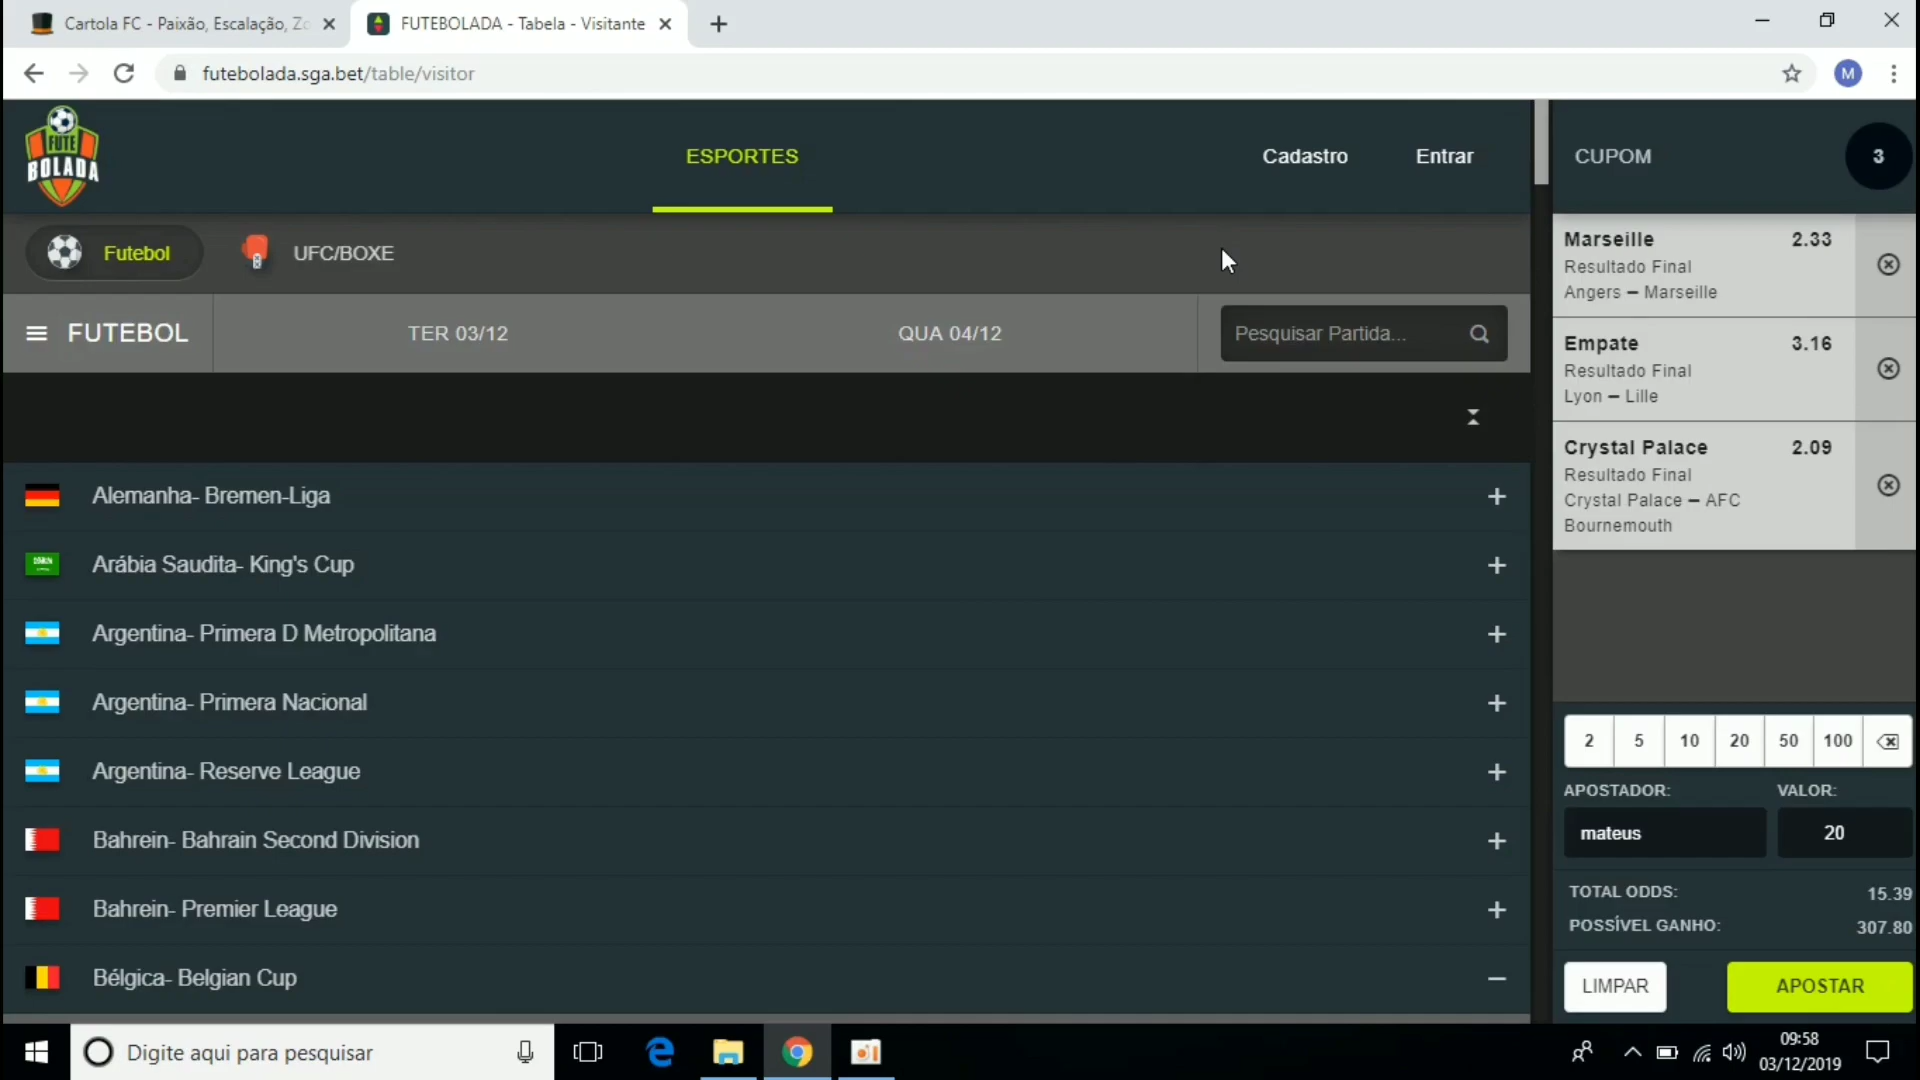 Cartola FC - Paixão, Escalação, Zo
FUTEBOLADA - Tabela - Visitante
futebolada.sga.bet/table/visitor
M
FUTE
BOLADA
ESPORTES
Cadastro
Entrar
Futebol
UFC/BOXE
FUTEBOL
TER 03/12
QUA 04/12
Pesquisar Partida...
Alemanha- Bremen-Liga
Arábia Saudita- King's Cup
Argentina- Primera D Metropolitana
Argentina- Primera Nacional
Argentina- Reserve League
Bahrein- Bahrain Second Division
Bahrein- Premier League
Bélgica- Belgian Cup
CUPOM
3
Marseille 2.33
Resultado Final
Angers – Marseille
Empate 3.16
Resultado Final
Lyon – Lille
Crystal Palace 2.09
Resultado Final
Crystal Palace – AFC
Bournemouth
2 5 10 20 50 100
APOSTADOR: VALOR:
mateus 20
TOTAL ODDS: 15.39
POSSÍVEL GANHO: 307.80
LIMPAR APOSTAR
Digite aqui para pesquisar
09:58
03/12/2019